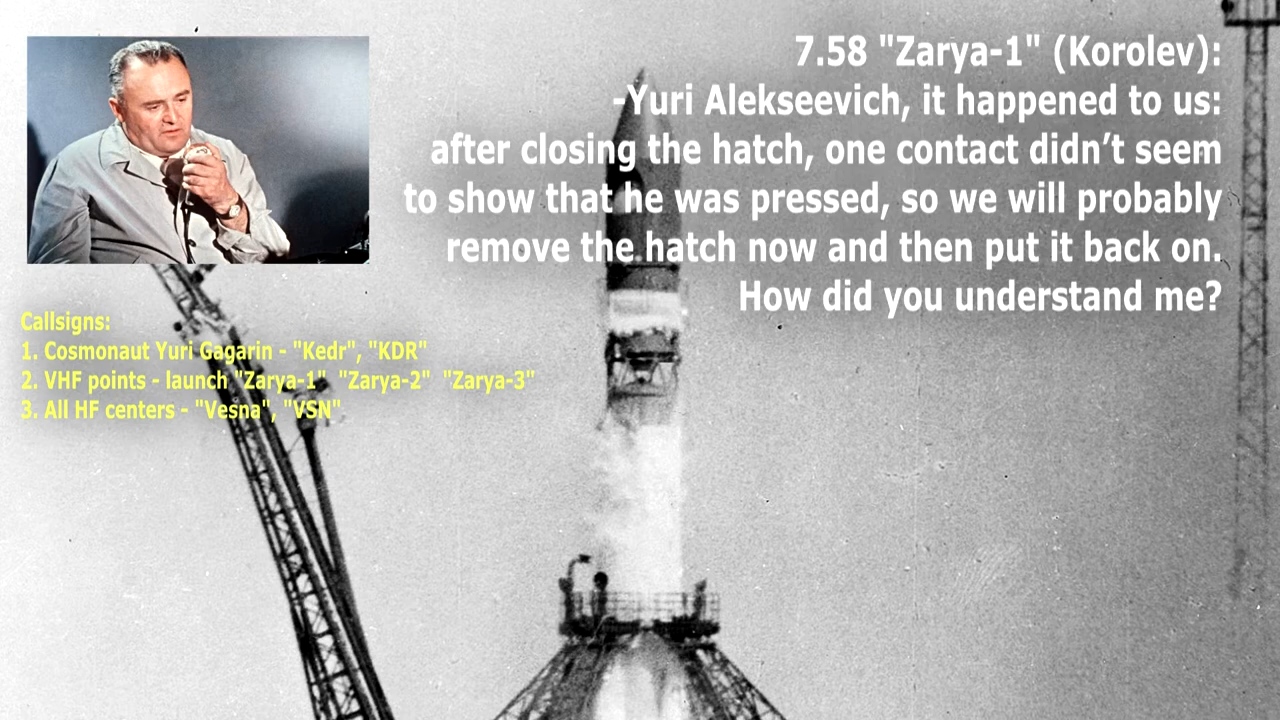 7.58 "Zarya-1" (Korolev):
-Yuri Alekseevich, it happened to us:
after closing the hatch, one contact didn’t seem
to show that he was pressed, so we will probably
remove the hatch now and then put it back on.
How did you understand me?
Callsigns:
1. Cosmonaut Yuri Gagarin - "Kedr", "KDR"
2. VHF points - launch "Zarya-1" "Zarya-2" "Zarya-3"
3. All HF centers - "Vesna", "VSN"